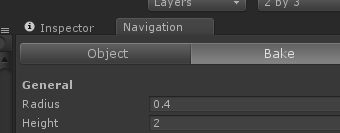 Layers 2 by 3
Inspector Navigation
Object Bake
General
Radius 0.4
Height 2